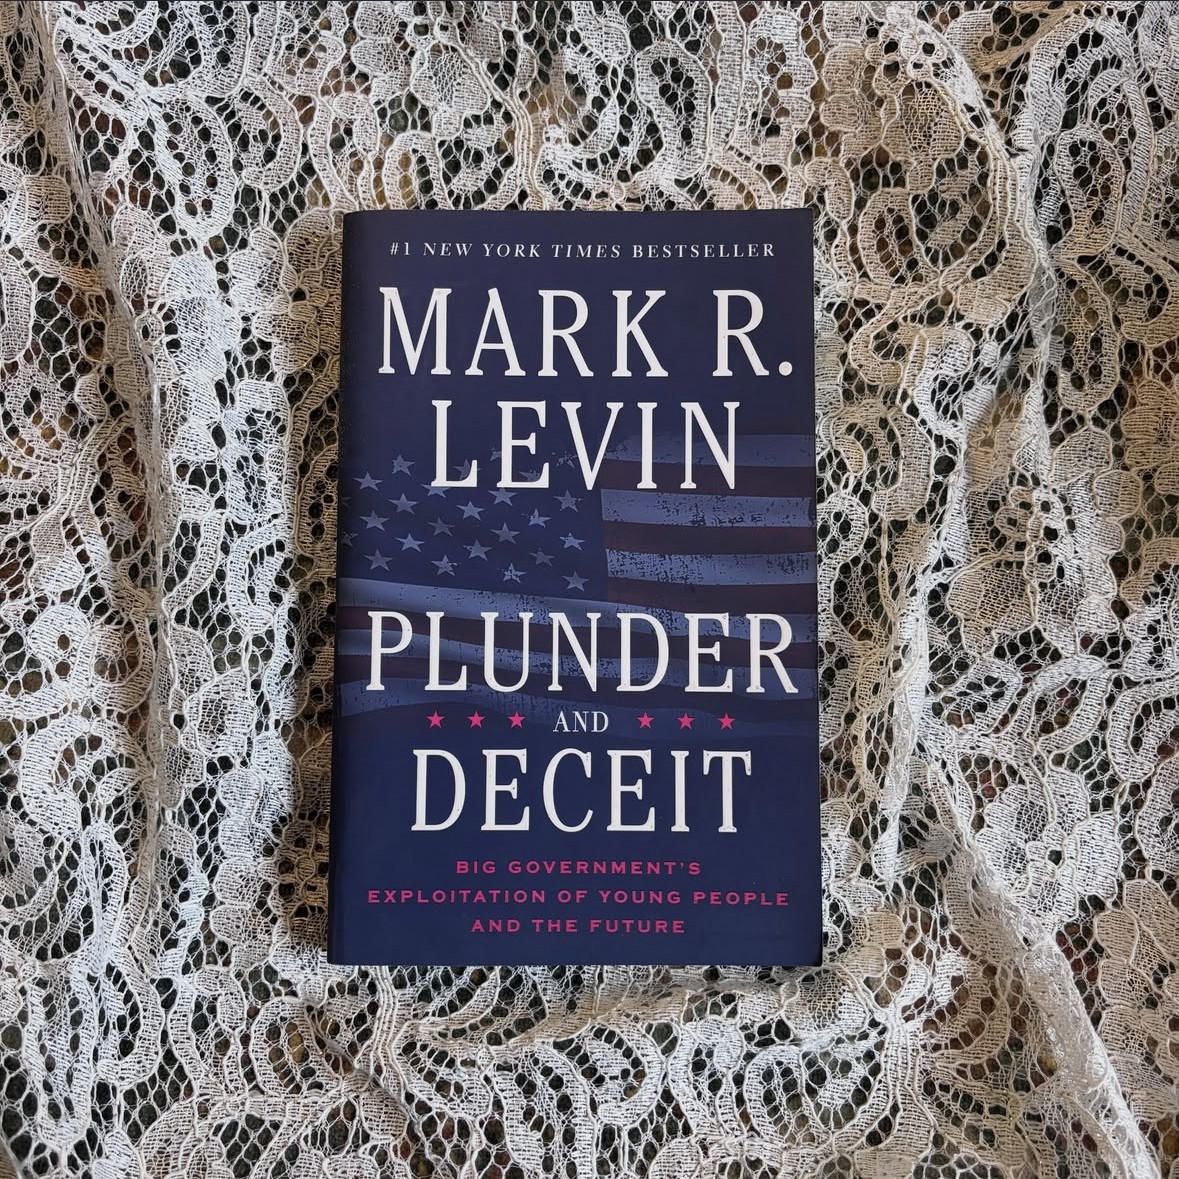 #1 NEW YORK TIMES BESTSELLER
MARK R.
LEVIN
PLUNDER
AND
DECEIT
BIG GOVERNMENT'S
EXPLOITATION OF YOUNG PEOPLE
AND THE FUTURE